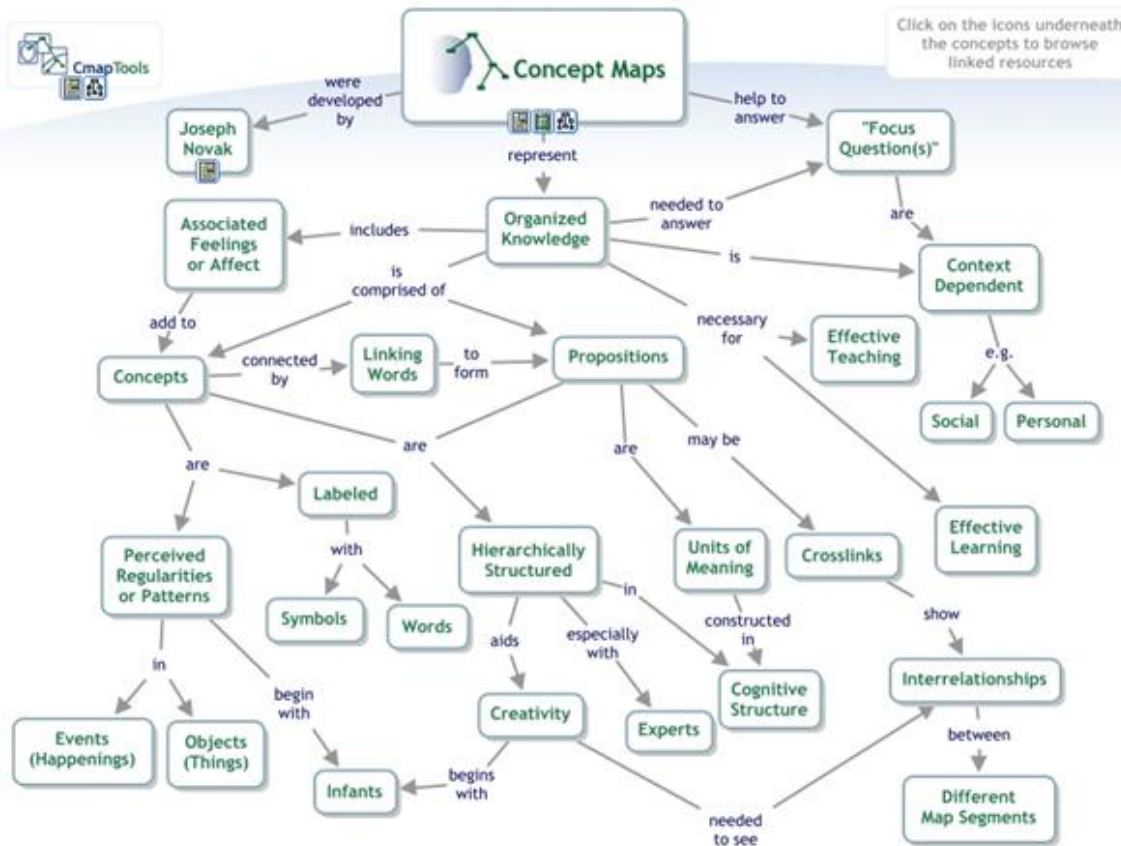 CmapTools
Concept Maps
Click on the icons underneath
the concepts to browse
linked resources
were
developed
by
help to
answer
Joseph
Novak
represent
"Focus
Question(s)"
Associated
Feelings
or Affect
includes
Organized
Knowledge
needed to
answer
are
is
Context
Dependent
is
comprised of
add to
necessary
for
Effective
Teaching
Concepts
connected
by
Linking
Words
to
form
Propositions
e.g.
Social
Personal
are
are
are
may be
Labeled
with
Symbols
Words
Perceived
Regularities
or Patterns
Hierarchically
Structured
Units of
Meaning
Crosslinks
Effective
Learning
in
begin
with
aids
especially
with
in
constructed
in
show
Events
(Happenings)
Objects
(Things)
Infants
begins
with
Creativity
Experts
Cognitive
Structure
Interrelationships
between
needed
to see
Different
Map Segments